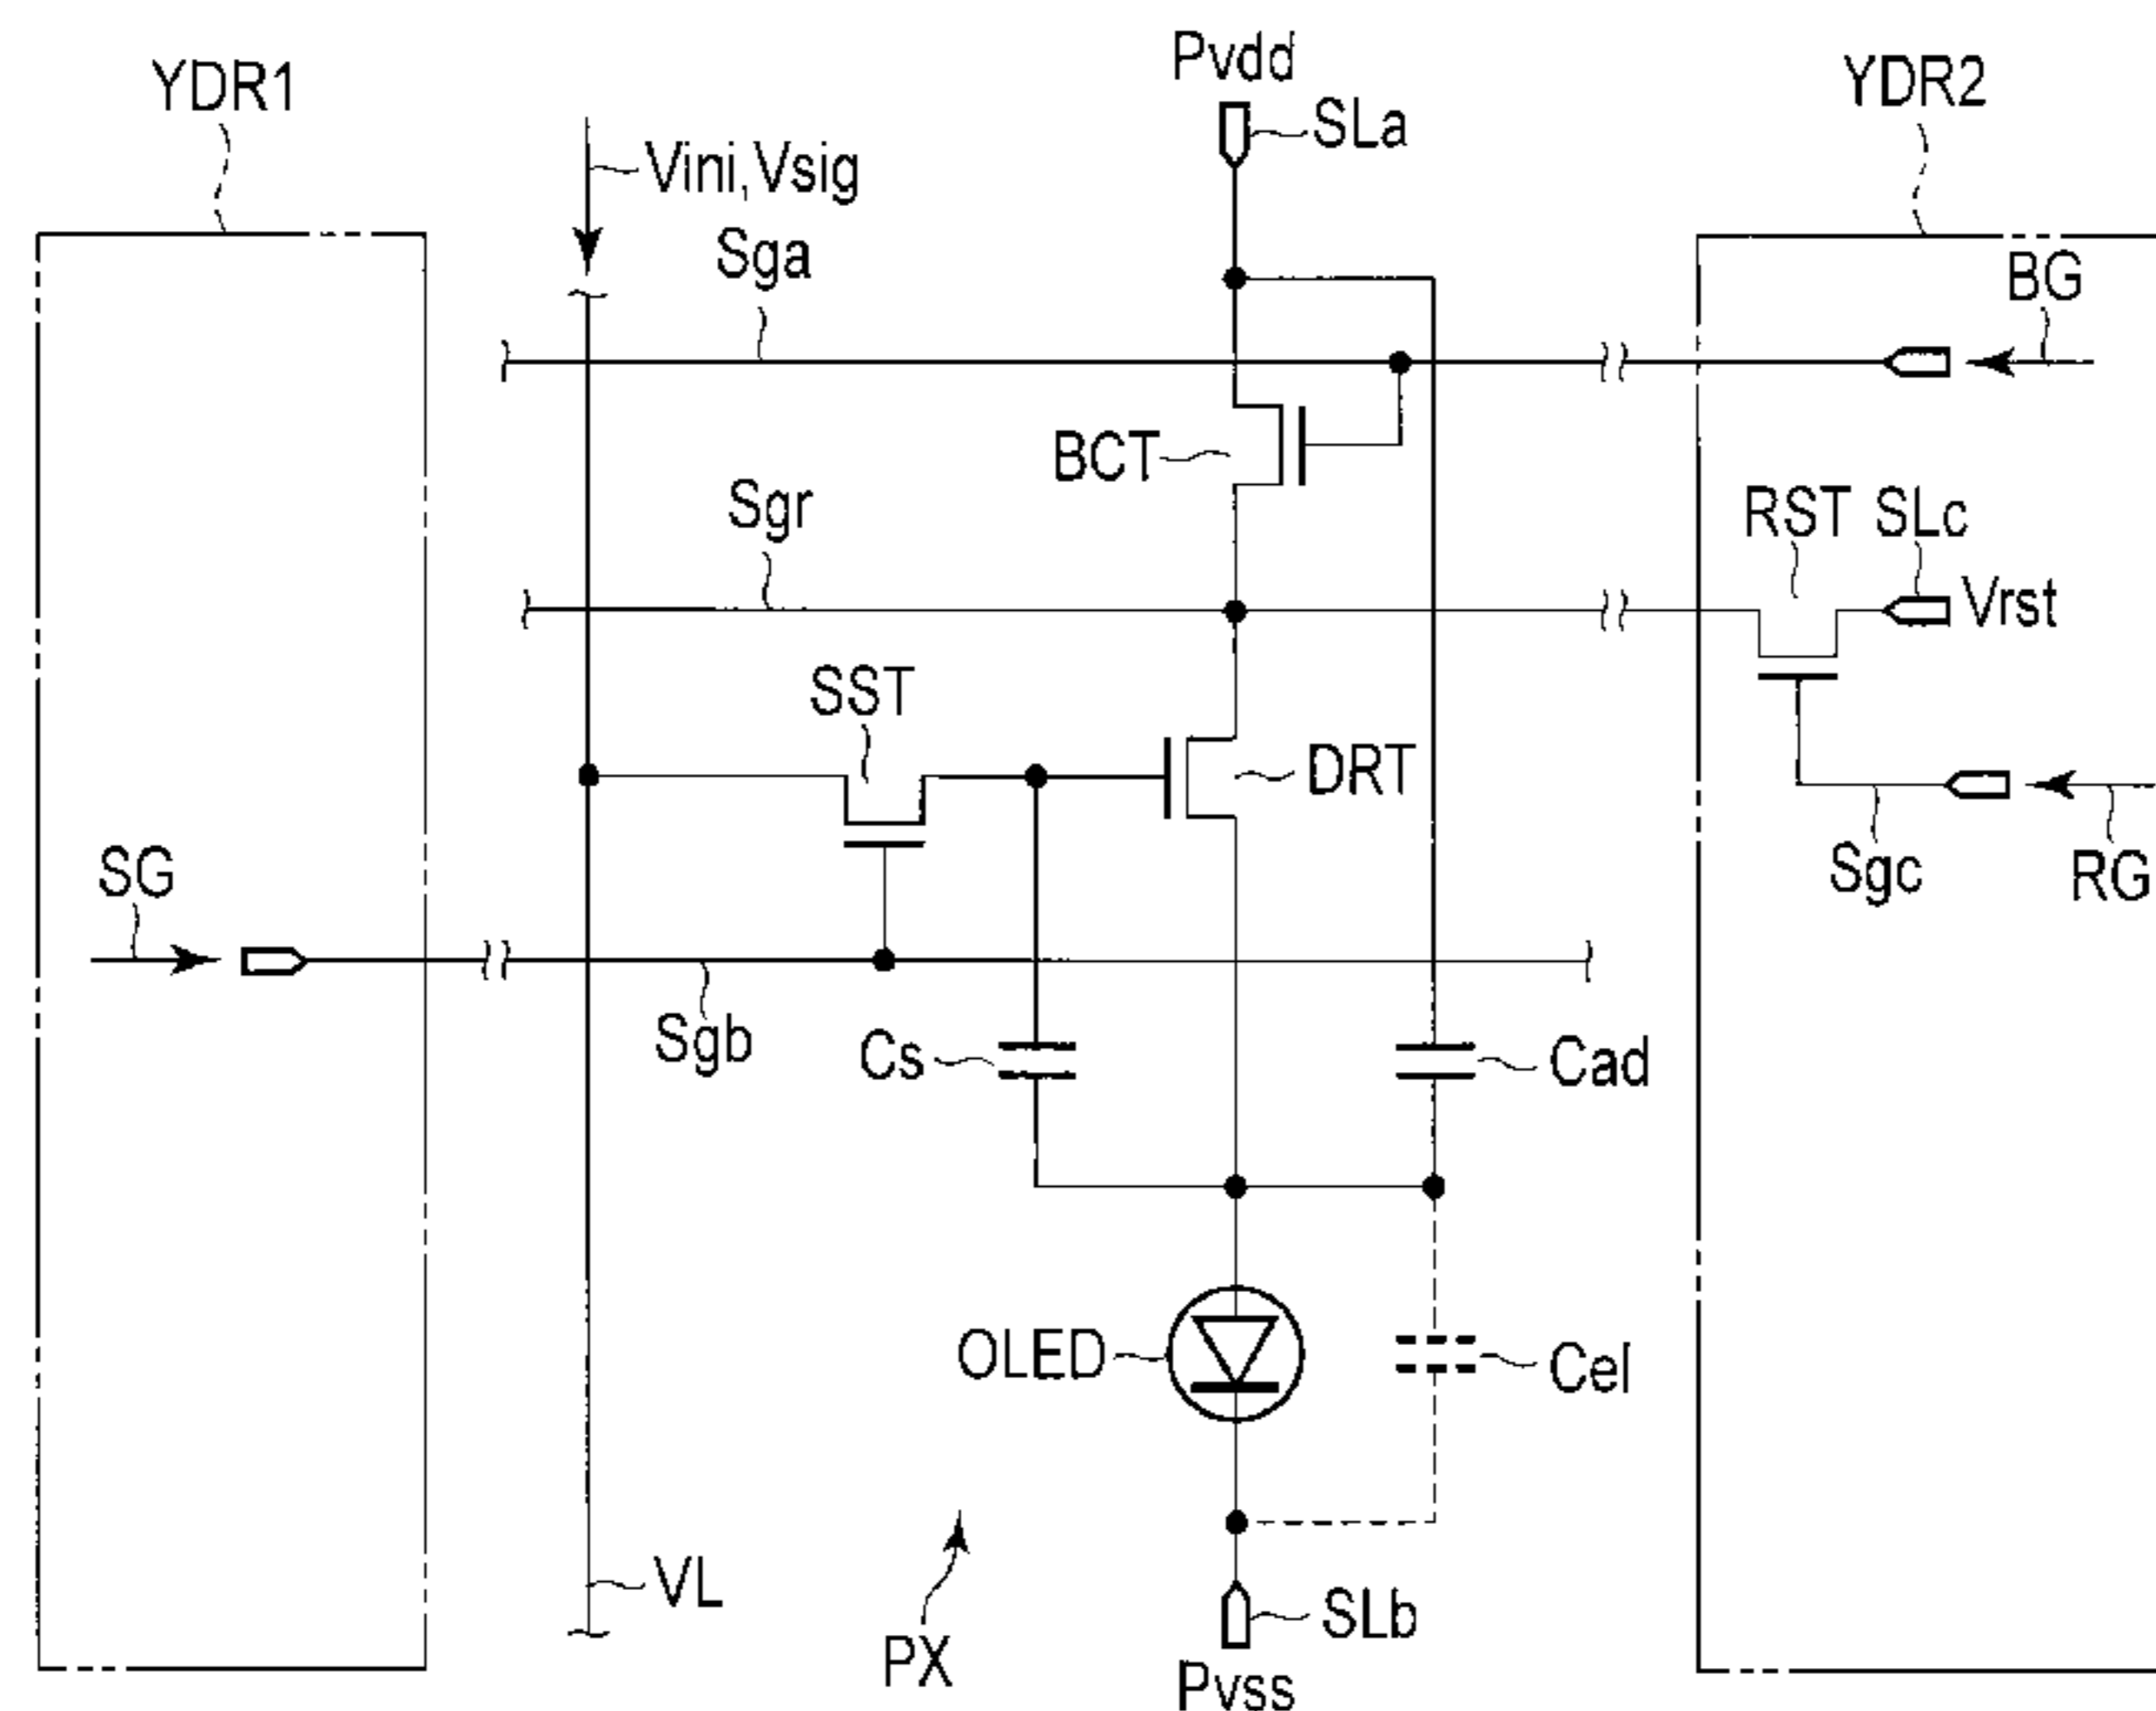 Pvdd
YDR1
SLa
YDR2
Vini,Vsig
Sga
BG
BCT
Sgr
RST SLc
Vrst
SST
DRT
SG
Sgc
RG
Sgb
Cs
Cad
OLED
Cel
VL
SLb
PX
Pvss